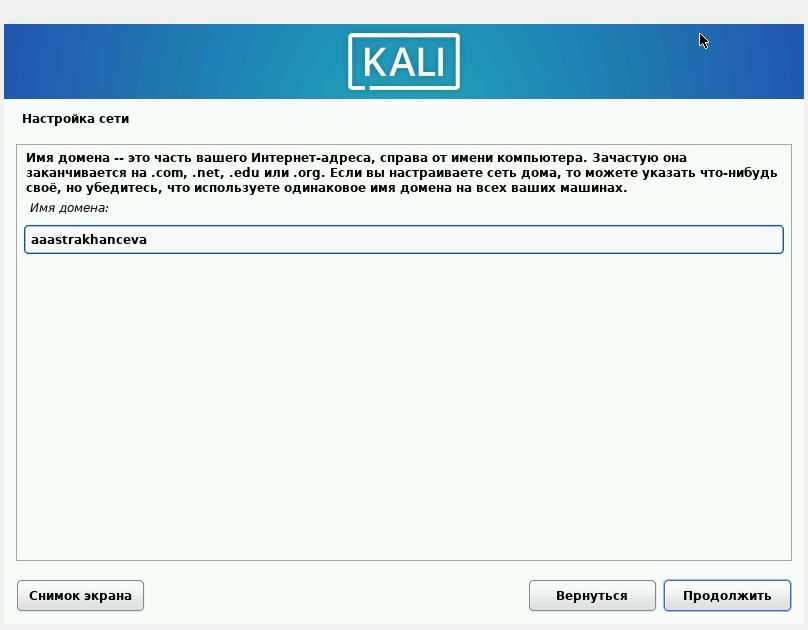 KALI
Настройка сети
Имя домена -- это часть вашего Интернет-адреса, справа от имени компьютера. Зачастую она
заканчивается на .com, .net, .edu или .org. Если вы настраиваете сеть дома, то можете указать что-нибудь
своё, но убедитесь, что используете одинаковое имя домена на всех ваших машинах.
Имя домена:
aaastrakhanceva
Снимок экрана
Вернуться
Продолжить